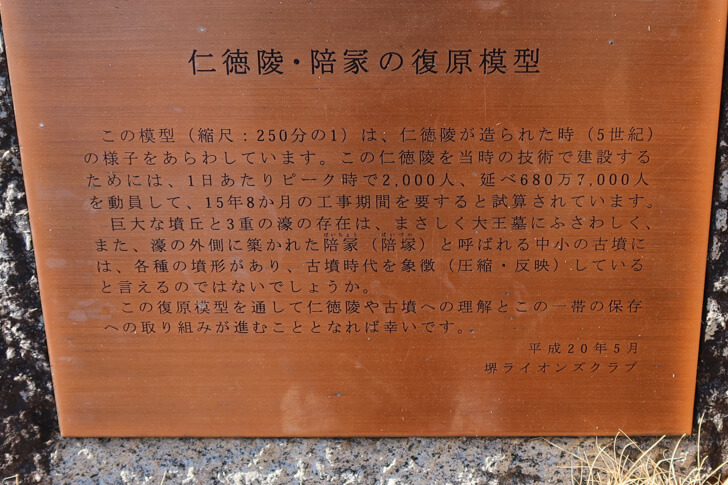 仁徳陵・陪冢の復原模型
この模型（縮尺：250分の1）は、仁徳陵が造られた時（5世紀）
の様子をあらわしています。この仁徳陵を当時の技術で建設する
ためには、1日あたりピーク時で2,000人、延べ680万7,000人
を動員して、15年8か月の工事期間を要すると試算されています。
巨大な墳丘と3重の濠の存在は、まさしく大王墓にふさわしく、
ばいちょう ばいづか
また、濠の外側に築かれた陪冢（陪塚）と呼ばれる中小の古墳に
は、各種の墳形があり、古墳時代を象徴（圧縮・反映）している
と言えるのではないでしょうか。
この復原模型を通して仁徳陵や古墳への理解とこの一帯の保存
への取り組みが進むこととなれば幸いです。
平成20年5月
堺ライオンズクラブ